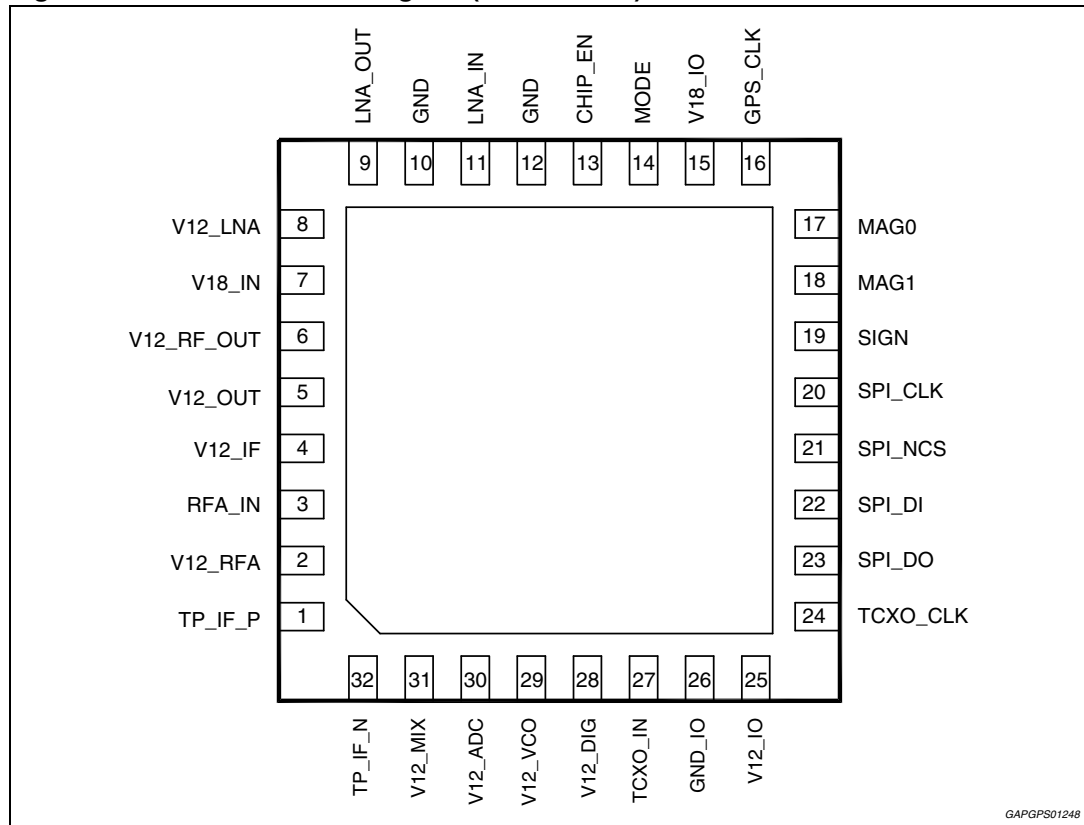 LNA_OUT
GND
LNA_IN
GND
CHIP_EN
MODE
V18_IO
GPS_CLK
9 10 11 12 13 14 15 16
V12_LNA 8 17 MAG0
V18_IN 7 18 MAG1
V12_RF_OUT 6 19 SIGN
V12_OUT 5 20 SPI_CLK
V12_IF 4 21 SPI_NCS
RFA_IN 3 22 SPI_DI
V12_RFA 2 23 SPI_DO
TP_IF_P 1 24 TCXO_CLK
32 31 30 29 28 27 26 25
TP_IF_N
V12_MIX
V12_ADC
V12_VCO
V12_DIG
TCXO_IN
GND_IO
V12_IO
GAPGPS01248